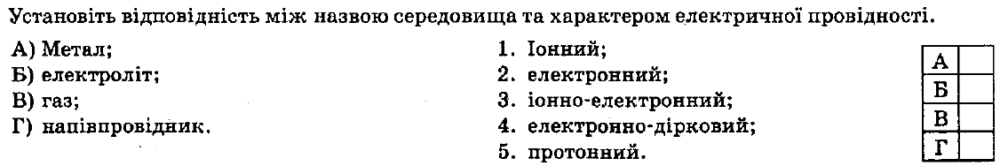 Установіть відповідність між назвою середовища та характером електричної провідності.
А) Метал;
Б) електроліт;
В) газ;
Г) напівпровідник.
1. Іонний;
2. електронний;
3. іонно-електронний;
4. електронно-дірковий;
5. протонний.
А
Б
В
Г